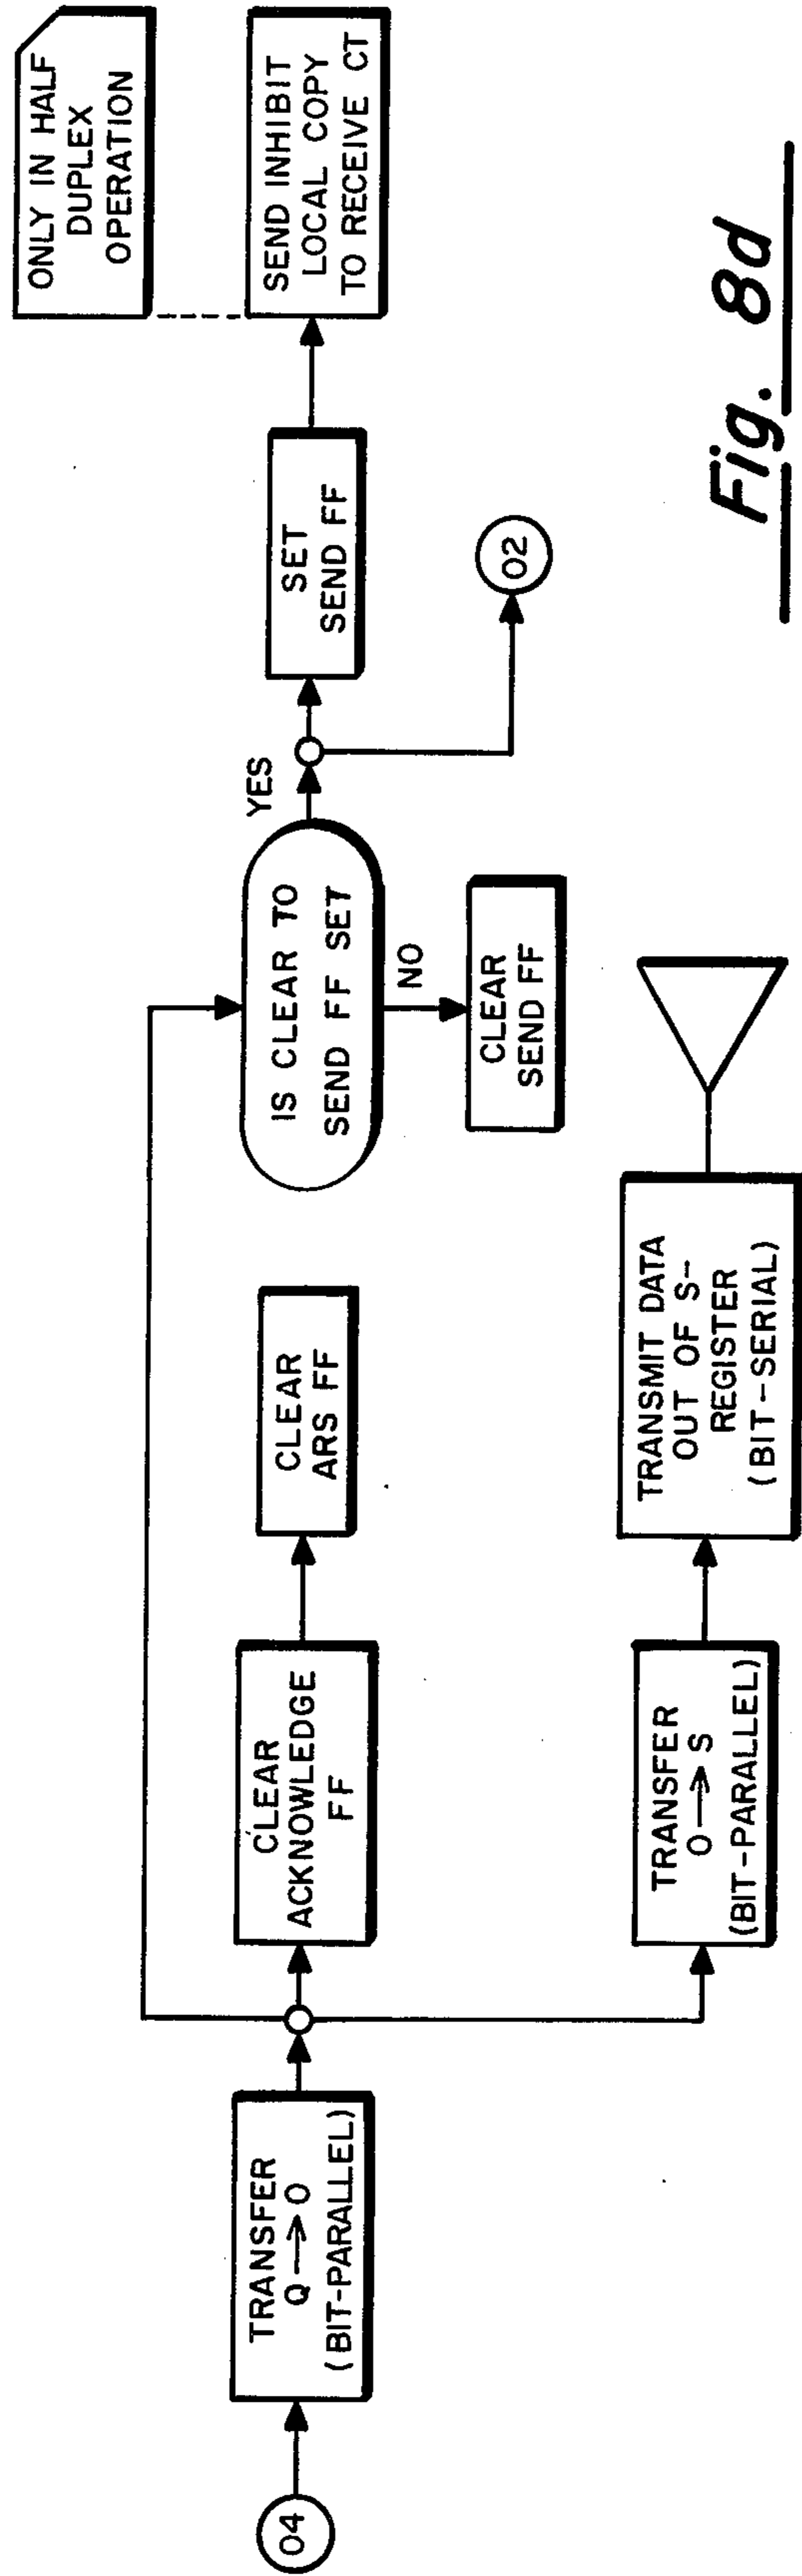 04
TRANSFER
Q → O
(BIT-PARALLEL)
CLEAR
ACKNOWLEDGE
FF
CLEAR
ARS FF
TRANSFER
O → S
(BIT-PARALLEL)
TRANSMIT DATA
OUT OF S-
REGISTER
(BIT-SERIAL)
IS CLEAR TO
SEND FF SET
YES
NO
CLEAR
SEND FF
SET
SEND FF
02
SEND INHIBIT
LOCAL COPY
TO RECEIVE CT
ONLY IN HALF
DUPLEX
OPERATION
Fig. 8d